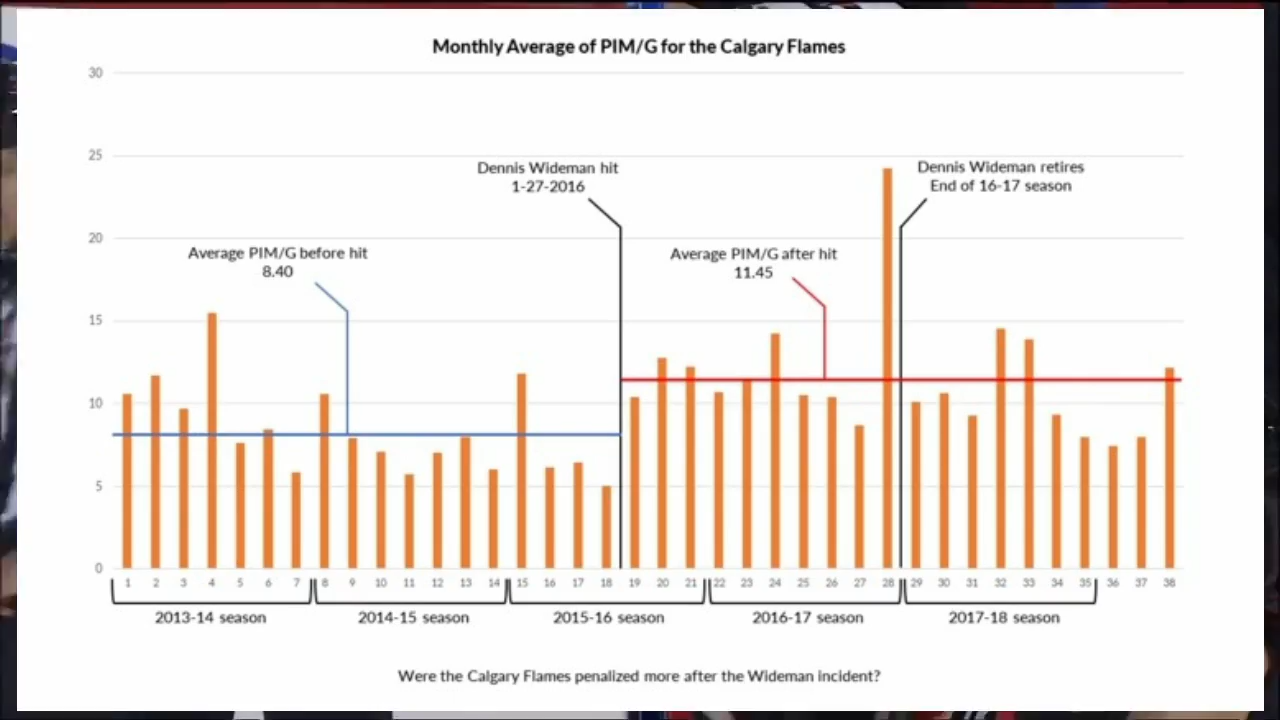 Monthly Average of PIM/G for the Calgary Flames
30
25
20
15
10
5
0
Dennis Wideman hit
1-27-2016
Dennis Wideman retires
End of 16-17 season
Average PIM/G before hit
8.40
Average PIM/G after hit
11.45
1 2 3 4 5 6 7 8 9 10 11 12 13 14 15 16 17 18 19 20 21 22 23 24 25 26 27 28 29 30 31 32 33 34 35 36 37 38
2013-14 season 2014-15 season 2015-16 season 2016-17 season 2017-18 season
Were the Calgary Flames penalized more after the Wideman incident?